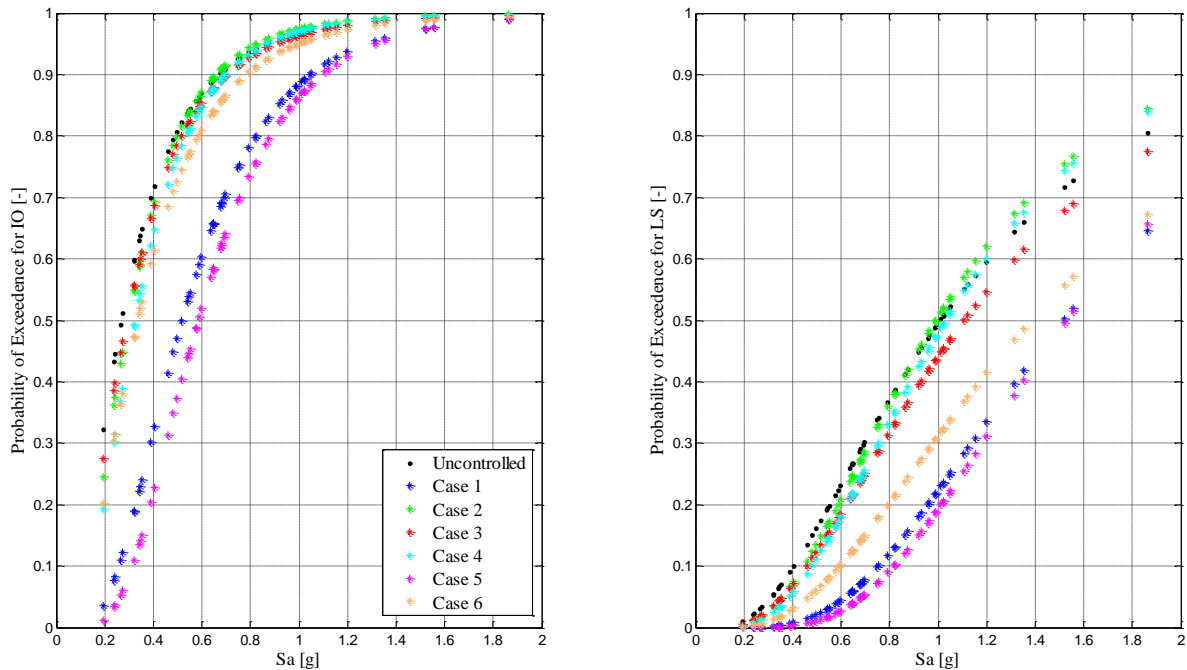 1
0.9
0.8
0.7
0.6
0.5
0.4
0.3
0.2
0.1
0
Probability of Exceedence for IO [-]
0 0.2 0.4 0.6 0.8 1 1.2 1.4 1.6 1.8 2
Sa [g]
Uncontrolled
Case 1
Case 2
Case 3
Case 4
Case 5
Case 6
1
0.9
0.8
0.7
0.6
0.5
0.4
0.3
0.2
0.1
0
Probability of Exceedence for LS [-]
0 0.2 0.4 0.6 0.8 1 1.2 1.4 1.6 1.8 2
Sa [g]